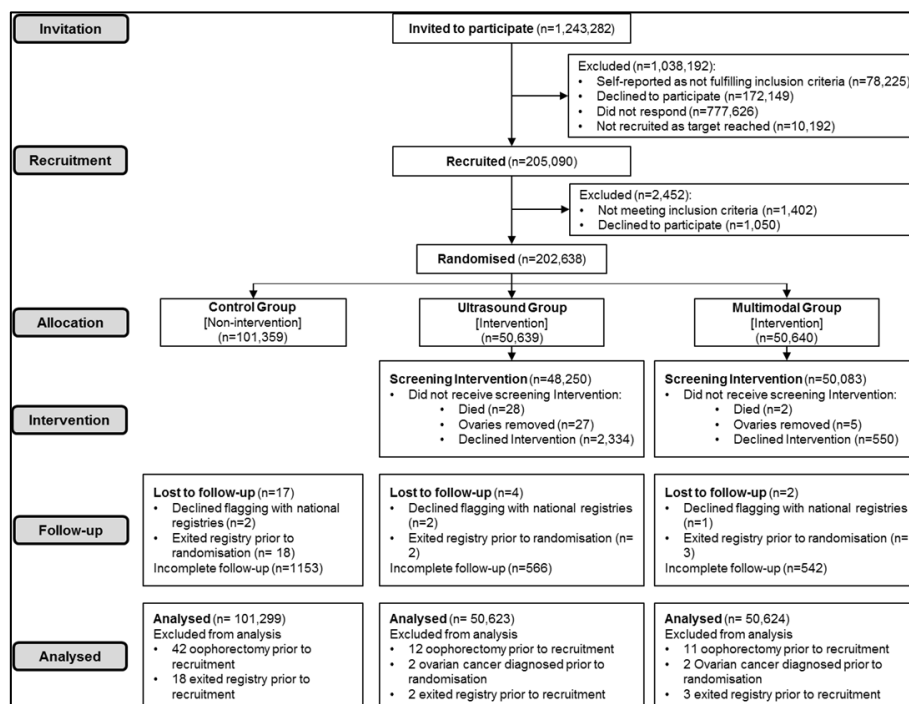 Invitation
Invited to participate (n=1,243,282)
Excluded (n=1,038,192):
• Self-reported as not fulfilling inclusion criteria (n=78,225)
• Declined to participate (n=172,149)
• Did not respond (n=777,626)
• Not recruited as target reached (n=10,192)
Recruitment
Recruited (n=205,090)
Excluded (n=2,452):
• Not meeting inclusion criteria (n=1,402)
• Declined to participate (n=1,050)
Randomised (n=202,638)
Allocation
Control Group
[Non-intervention]
(n=101,359)
Ultrasound Group
[Intervention]
(n=50,639)
Multimodal Group
[Intervention]
(n=50,640)
Intervention
Screening Intervention (n=48,250)
• Did not receive screening Intervention:
• Died (n=28)
• Ovaries removed (n=27)
• Declined Intervention (n=2,334)
Screening Intervention (n=50,083)
• Did not receive screening Intervention:
• Died (n=2)
• Ovaries removed (n=5)
• Declined Intervention (n=550)
Follow-up
Lost to follow-up (n=17)
• Declined flagging with national
registries (n=2)
• Exited registry prior to
randomisation (n= 18)
Incomplete follow-up (n=1153)
Lost to follow-up (n=4)
• Declined flagging with national registries
(n=2)
• Exited registry prior to randomisation (n=
2)
Incomplete follow-up (n=566)
Lost to follow-up (n=2)
• Declined flagging with national registries
(n=1)
• Exited registry prior to randomisation (n=
3)
Incomplete follow-up (n=542)
Analysed
Analysed (n= 101,299)
Excluded from analysis
• 42 oophorectomy prior to
recruitment
• 18 exited registry prior to
recruitment
Analysed (n= 50,623)
Excluded from analysis
• 12 oophorectomy prior to recruitment
• 2 ovarian cancer diagnosed prior to
randomisation
• 2 exited registry prior to recruitment
Analysed (n= 50,624)
Excluded from analysis
• 11 oophorectomy prior to recruitment
• 2 Ovarian cancer diagnosed prior to
randomisation
• 3 exited registry prior to recruitment